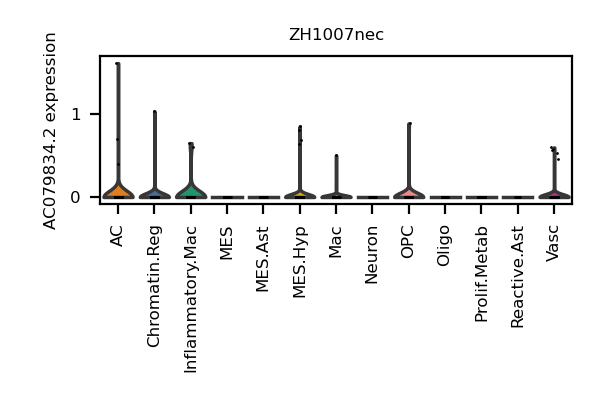 ZH1007nec
AC079834.2 expression
1
0
AC
Chromatin.Reg
Inflammatory.Mac
MES
MES.Ast
MES.Hyp
Mac
Neuron
OPC
Oligo
Prolif.Metab
Reactive.Ast
Vasc